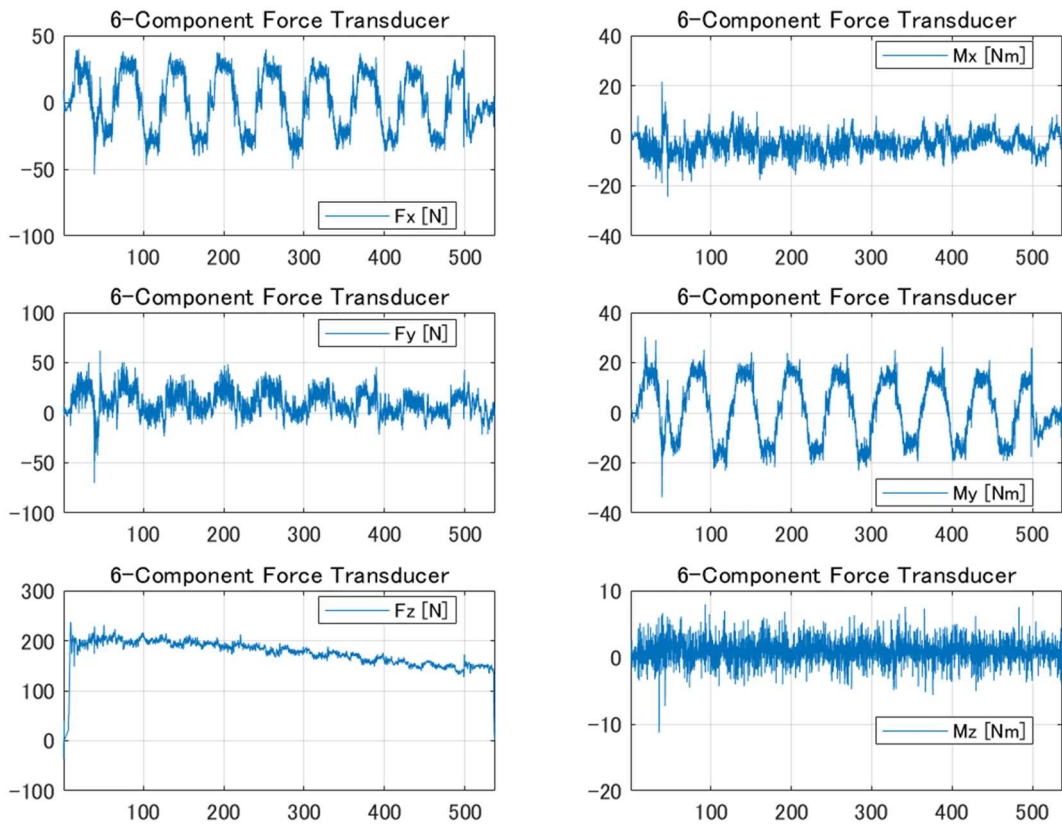 6-Component Force Transducer
50
0
-50
-100
Fx [N]
100 200 300 400 500
6-Component Force Transducer
40
20
0
-20
-40
Mx [Nm]
100 200 300 400 500
6-Component Force Transducer
100
50
0
-50
-100
Fy [N]
100 200 300 400 500
6-Component Force Transducer
40
20
0
-20
-40
My [Nm]
100 200 300 400 500
6-Component Force Transducer
300
200
100
0
-100
Fz [N]
100 200 300 400 500
6-Component Force Transducer
10
0
-10
-20
Mz [Nm]
100 200 300 400 500